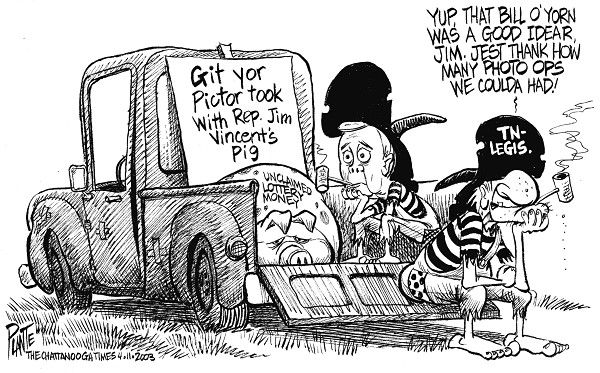 YUP, THAT BILL O'YORN
WAS A GOOD IDEAR,
JIM. JEST THANK HOW
MANY PHOTO OPS
WE COULDA HAD!
Git yor
Pictor took
With Rep. Jim
Vincent's
Pig
UNCLAIMED
LOTTERY
MONEY
TN-
LEGIS.
PLANTE
THE CHATTANOOGA TIMES 4.11.2003